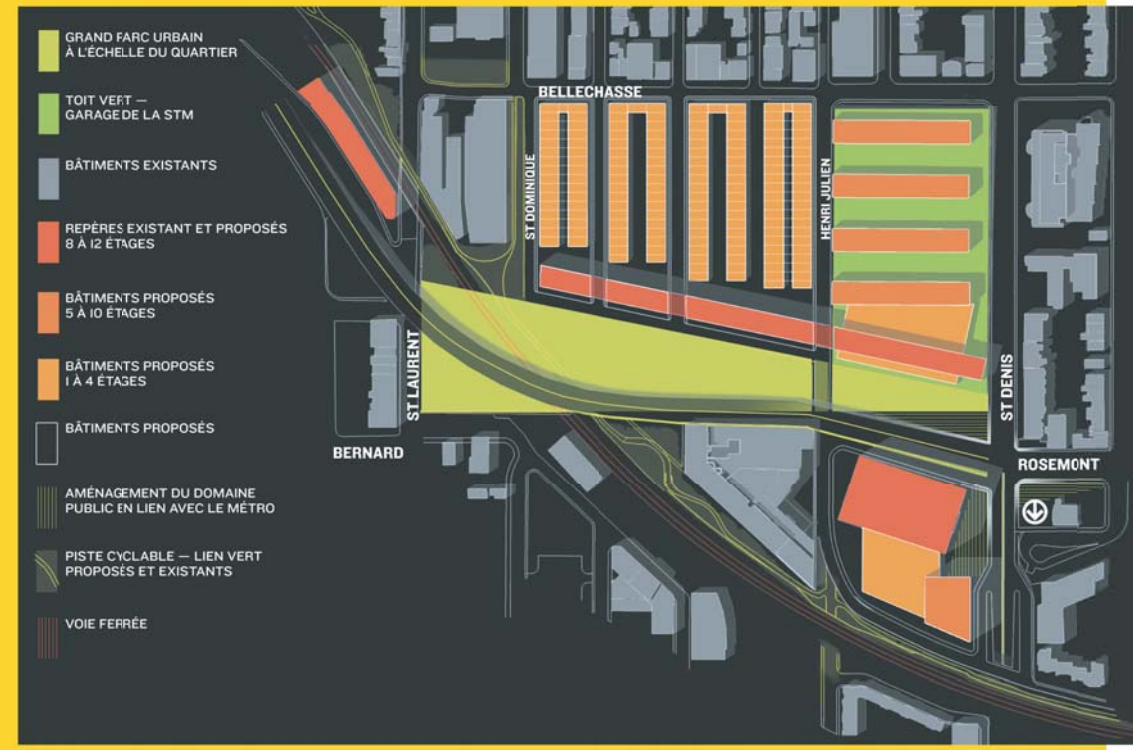 GRAND PARC URBAIN
À L'ÉCHELLE DU QUARTIER
TOIT VERT —
GARAGE DE LA STM
BÂTIMENTS EXISTANTS
REPÈRES EXISTANT ET PROPOSÉS
8 À 12 ÉTAGES
BÂTIMENTS PROPOSÉS
5 À 10 ÉTAGES
BÂTIMENTS PROPOSÉS
1 À 4 ÉTAGES
BÂTIMENTS PROPOSÉS
AMÉNAGEMENT DU DOMAINE
PUBLIC EN LIEN AVEC LE MÉTRO
PISTE CYCLABLE — LIEN VERT
PROPOSÉS ET EXISTANTS
VOIE FERRÉE
BELLECHASSE
ST DOMINIQUE
HENRI JULIEN
ST LAURENT
ST DENIS
BERNARD
ROSEMONT